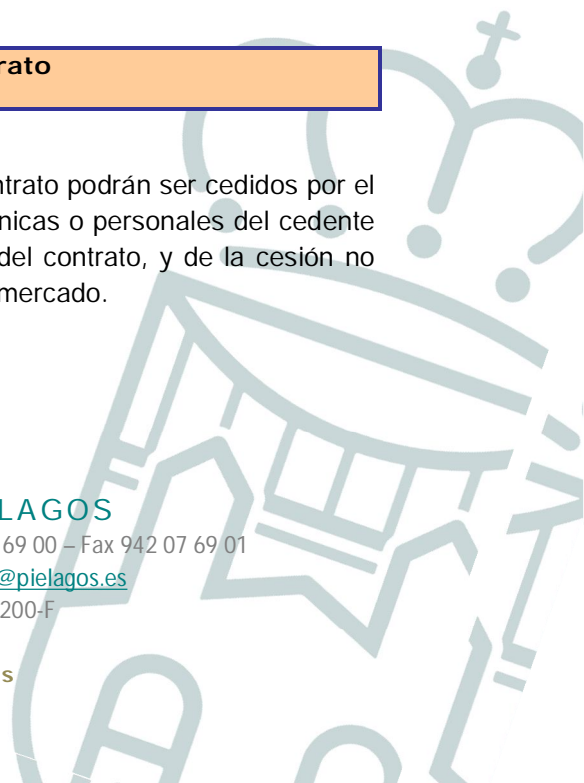 rato
ntrato podrán ser cedidos por el
nicas o personales del cedente
del contrato, y de la cesión no
mercado.
LAGOS
69 00 – Fax 942 07 69 01
@pielagos.es
200-F
s